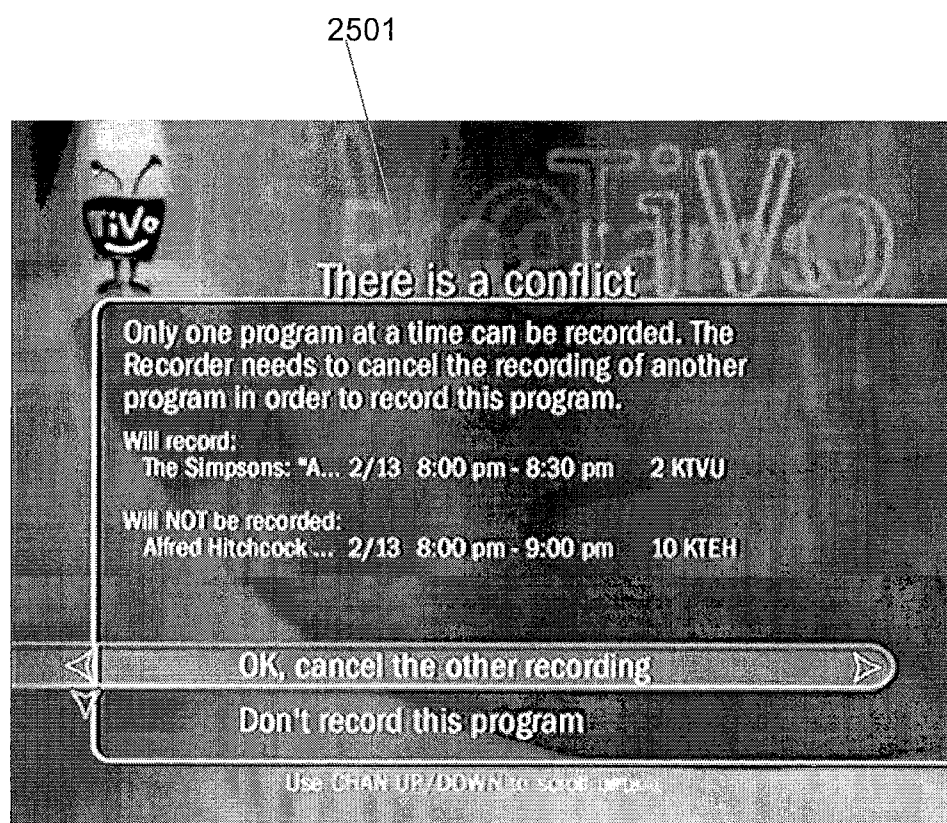 2501
TiVo
TiVo
There is a conflict
Only one program at a time can be recorded. The
Recorder needs to cancel the recording of another
program in order to record this program.
Will record:
The Simpsons: "A... 2/13 8:00 pm - 8:30 pm 2 KTVU
Will NOT be recorded:
Alfred Hitchcock ... 2/13 8:00 pm - 9:00 pm 10 KTEH
OK, cancel the other recording
Don't record this program
Use CHAN UP/DOWN to scroll